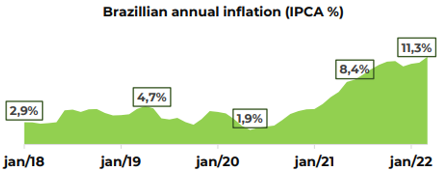 Brazillian annual inflation (IPCA %)
11,3%
8,4%
4,7%
2,9%
1,9%
jan/18 jan/19 jan/20 jan/21 jan/22